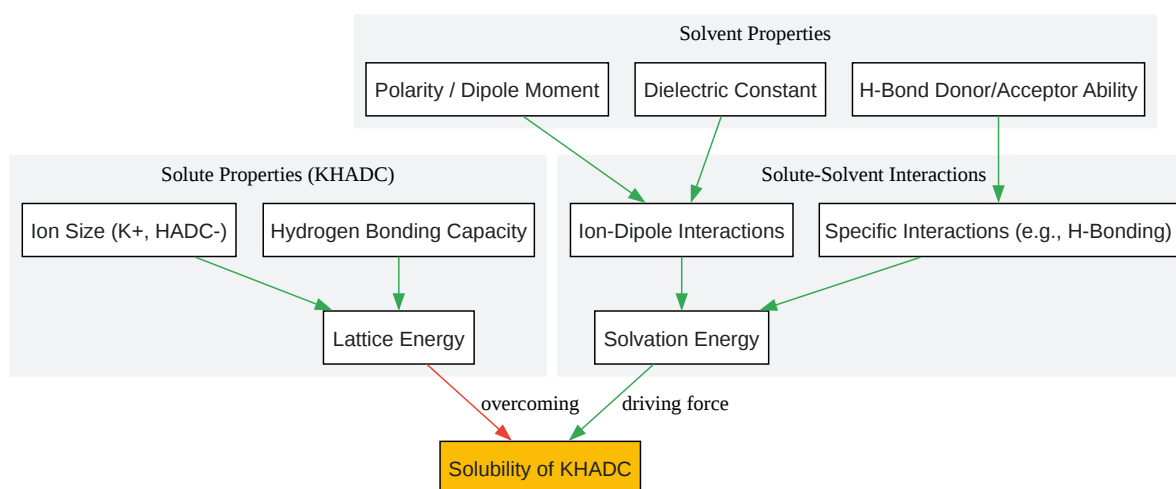 Solvent Properties
Polarity / Dipole Moment
Dielectric Constant
H-Bond Donor/Acceptor Ability
Solute Properties (KHADC)
Solute-Solvent Interactions
Ion Size (K+, HADC-)
Hydrogen Bonding Capacity
Ion-Dipole Interactions
Specific Interactions (e.g., H-Bonding)
Lattice Energy
Solvation Energy
overcoming
driving force
Solubility of KHADC